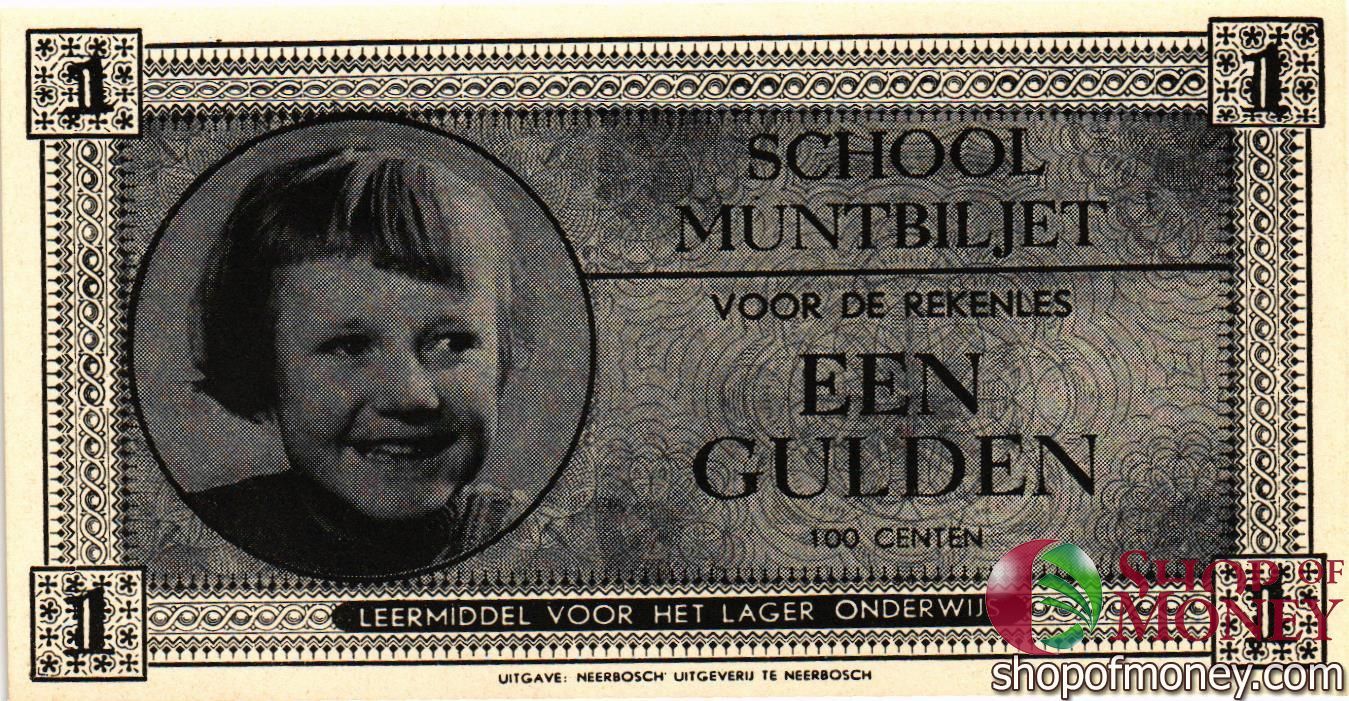 1
1
SCHOOL
MUNTBILJET
VOOR DE REKENLES
EEN
GULDEN
100 CENTEN
1
LEERMIDDEL VOOR HET LAGER ONDERWIJS
1
UITGAVE: NEERBOSCH' UITGEVERIJ TE NEERBOSCH
SHOP OF
MONEY
shopofmoney.com